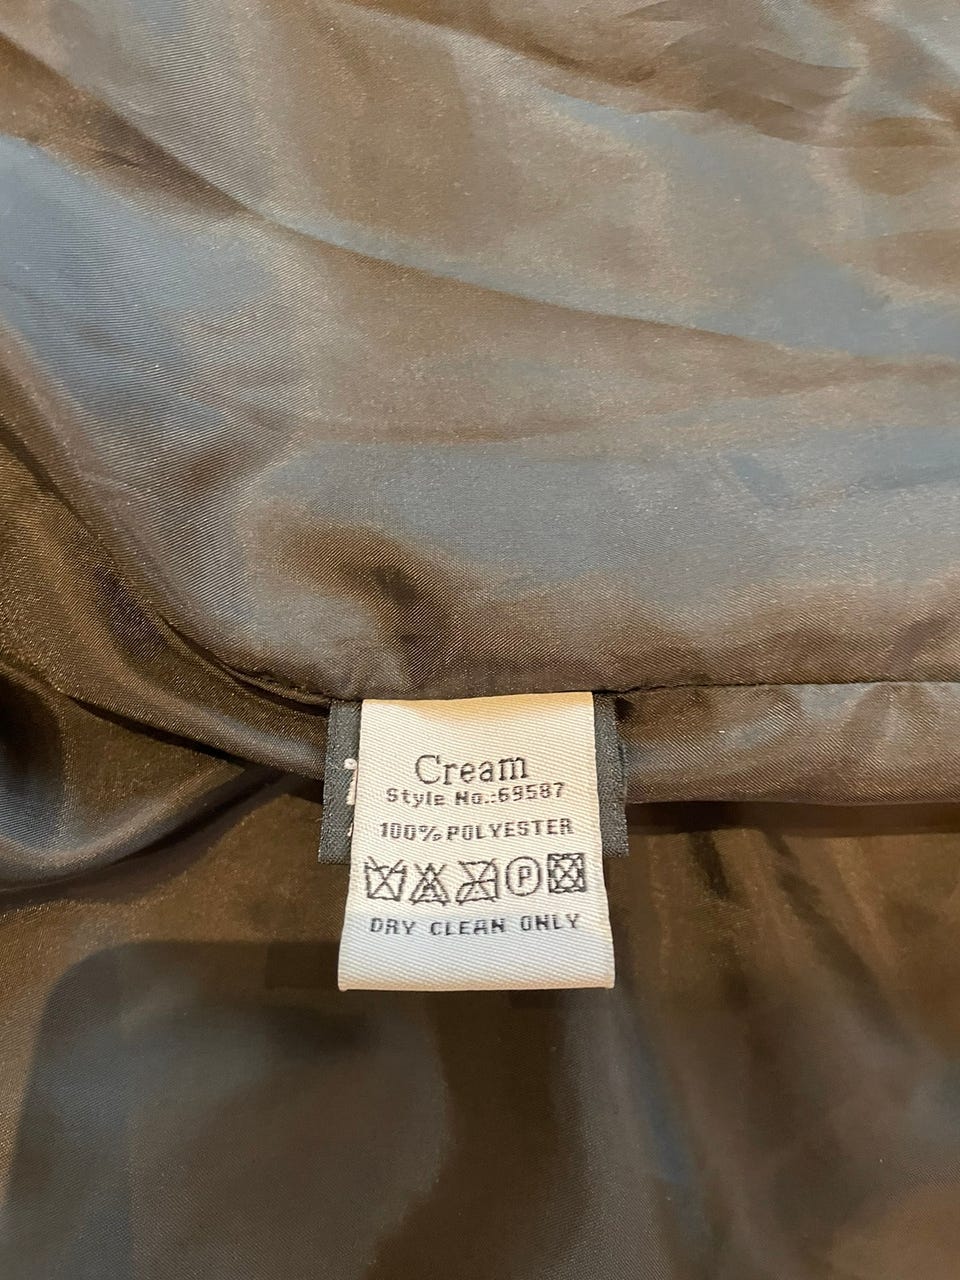 Cream
Style No.:69587
100% POLYESTER
P
DRY CLEAN ONLY